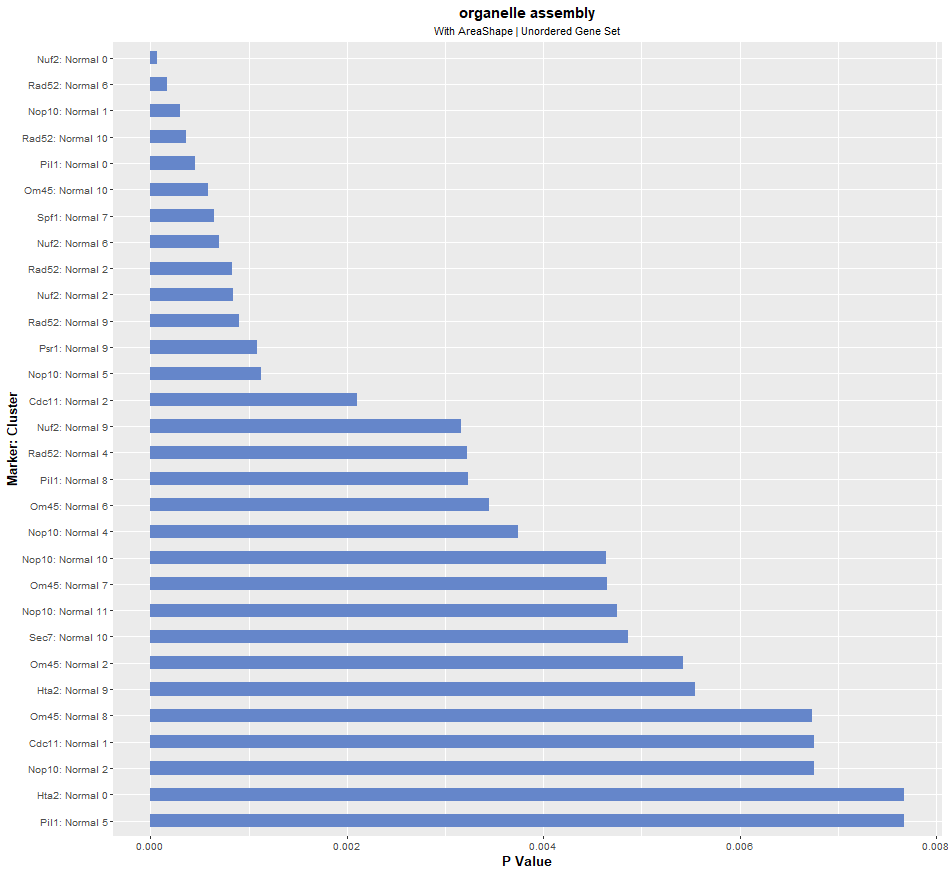 organelle assembly
With AreaShape | Unordered Gene Set
Marker: Cluster
Nuf2: Normal 0
Rad52: Normal 6
Nop10: Normal 1
Rad52: Normal 10
Pil1: Normal 0
Om45: Normal 10
Spf1: Normal 7
Nuf2: Normal 6
Rad52: Normal 2
Nuf2: Normal 2
Rad52: Normal 9
Psr1: Normal 9
Nop10: Normal 5
Cdc11: Normal 2
Nuf2: Normal 9
Rad52: Normal 4
Pil1: Normal 8
Om45: Normal 6
Nop10: Normal 4
Nop10: Normal 10
Om45: Normal 7
Nop10: Normal 11
Sec7: Normal 10
Om45: Normal 2
Hta2: Normal 9
Om45: Normal 8
Cdc11: Normal 1
Nop10: Normal 2
Hta2: Normal 0
Pil1: Normal 5
0.000 0.002 0.004 0.006 0.008
P Value